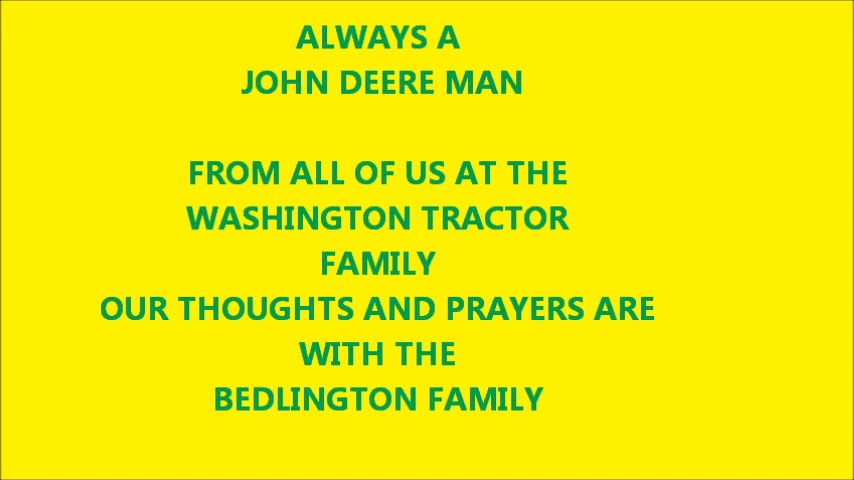 ALWAYS A
JOHN DEERE MAN
FROM ALL OF US AT THE
WASHINGTON TRACTOR
FAMILY
OUR THOUGHTS AND PRAYERS ARE
WITH THE
BEDLINGTON FAMILY